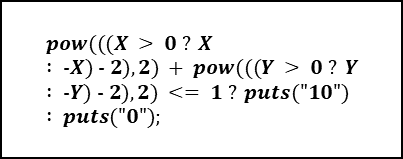 pow(((X > 0 ? X
: -X) - 2),2) + pow(((Y > 0 ? Y
: -Y) - 2),2) <= 1 ? puts("10")
: puts("0");